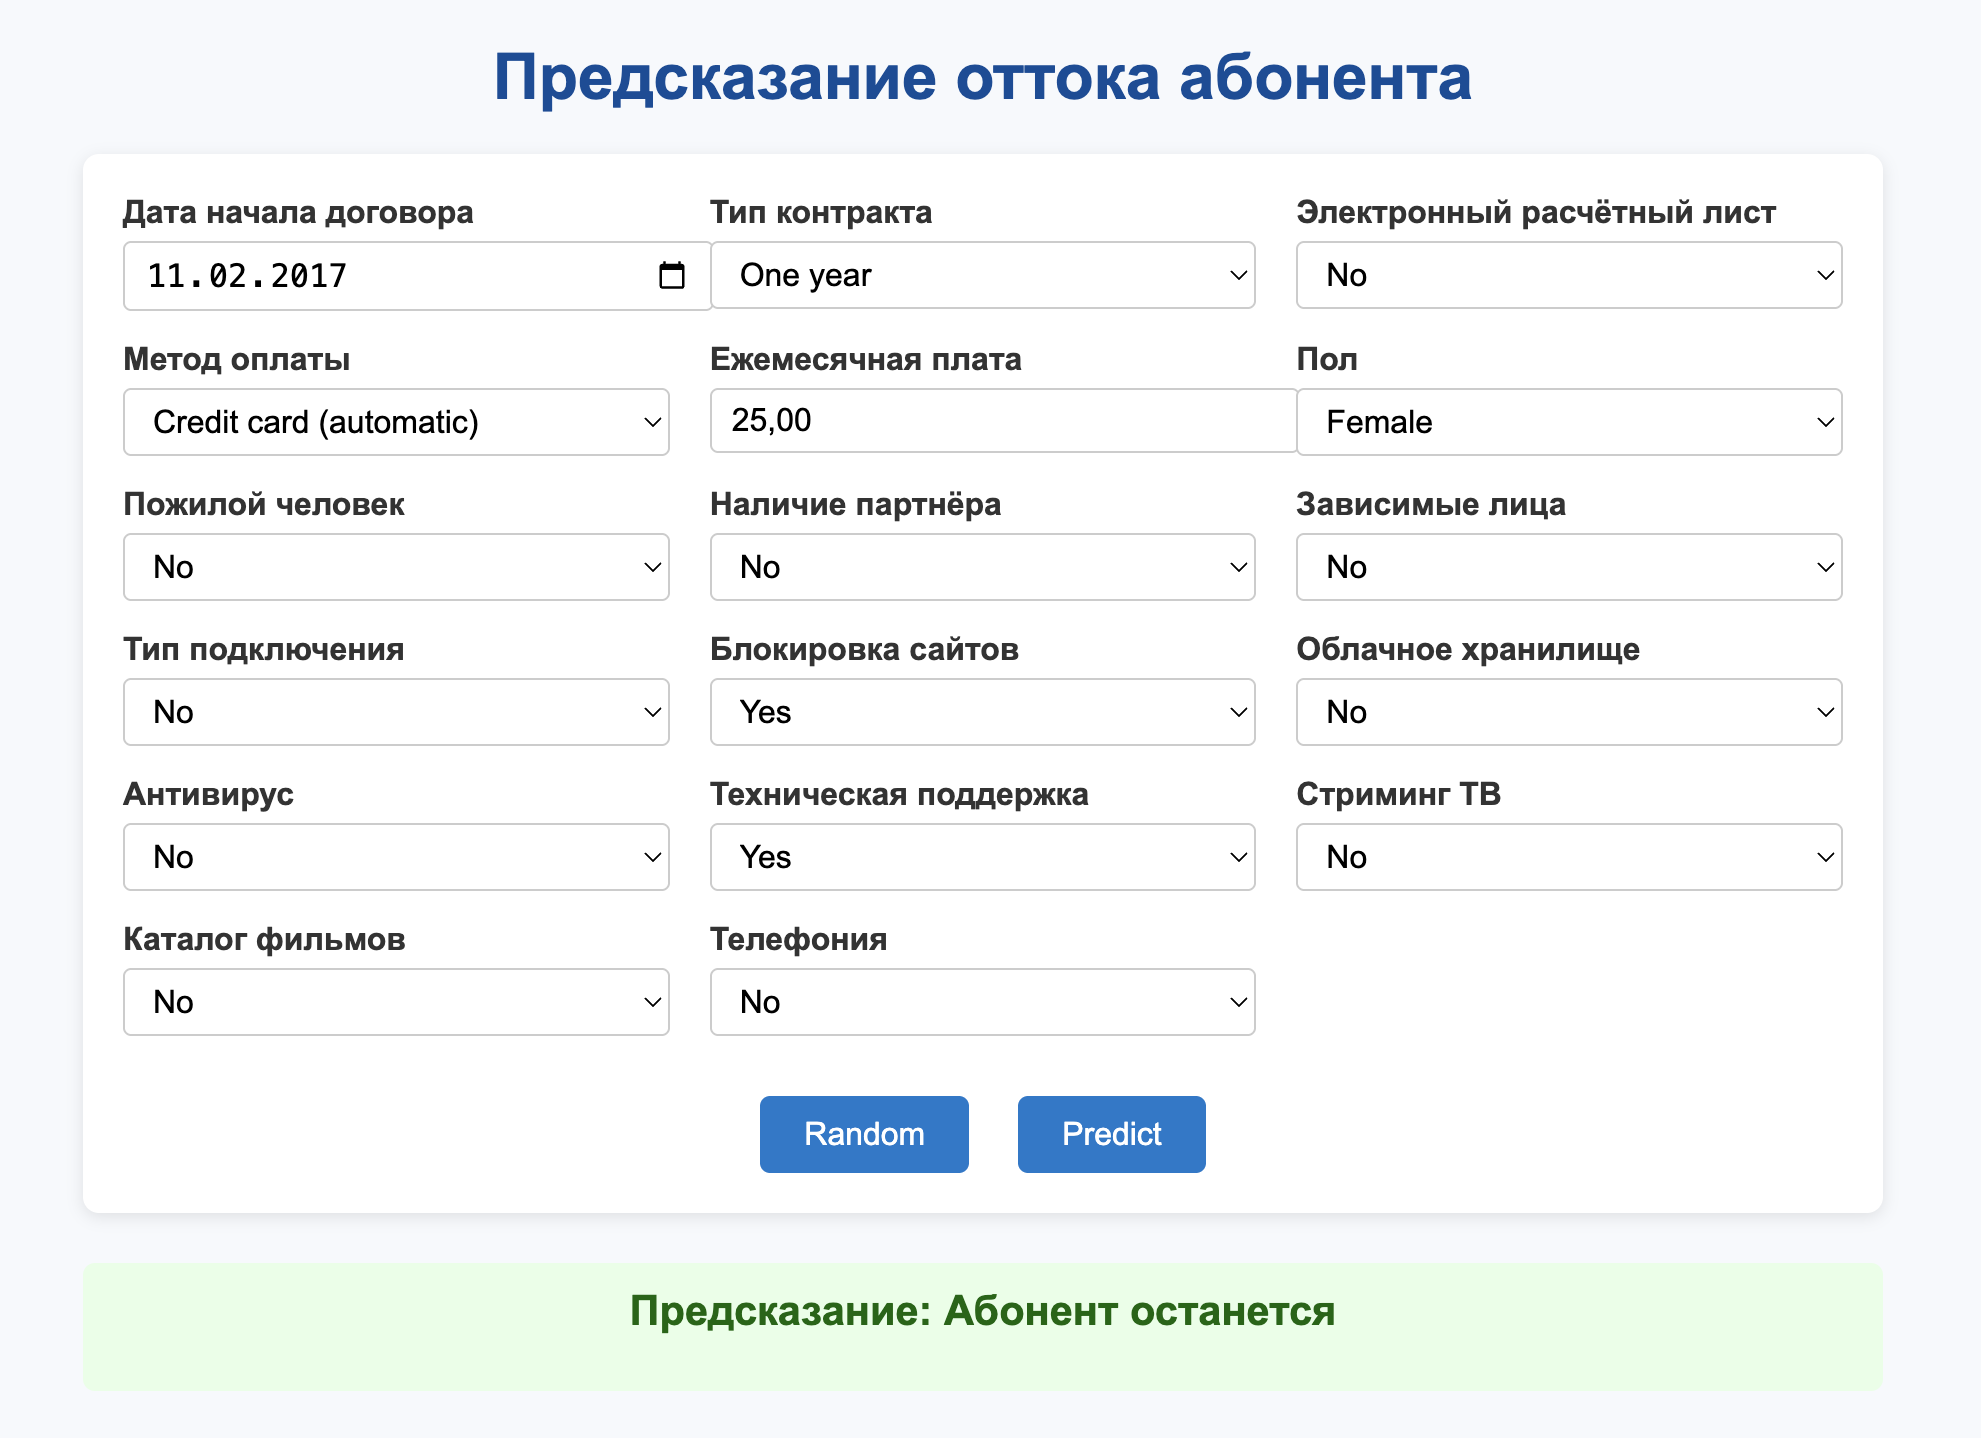 Предсказание оттока абонента
Дата начала договора
Тип контракта
Электронный расчётный лист
11.02.2017
One year
No
Метод оплаты
Ежемесячная плата
Пол
Credit card (automatic)
25,00
Female
Пожилой человек
Наличие партнёра
Зависимые лица
No
No
No
Тип подключения
Блокировка сайтов
Облачное хранилище
No
Yes
No
Антивирус
Техническая поддержка
Стриминг ТВ
No
Yes
No
Каталог фильмов
Телефония
No
No
Random
Predict
Предсказание: Абонент останется